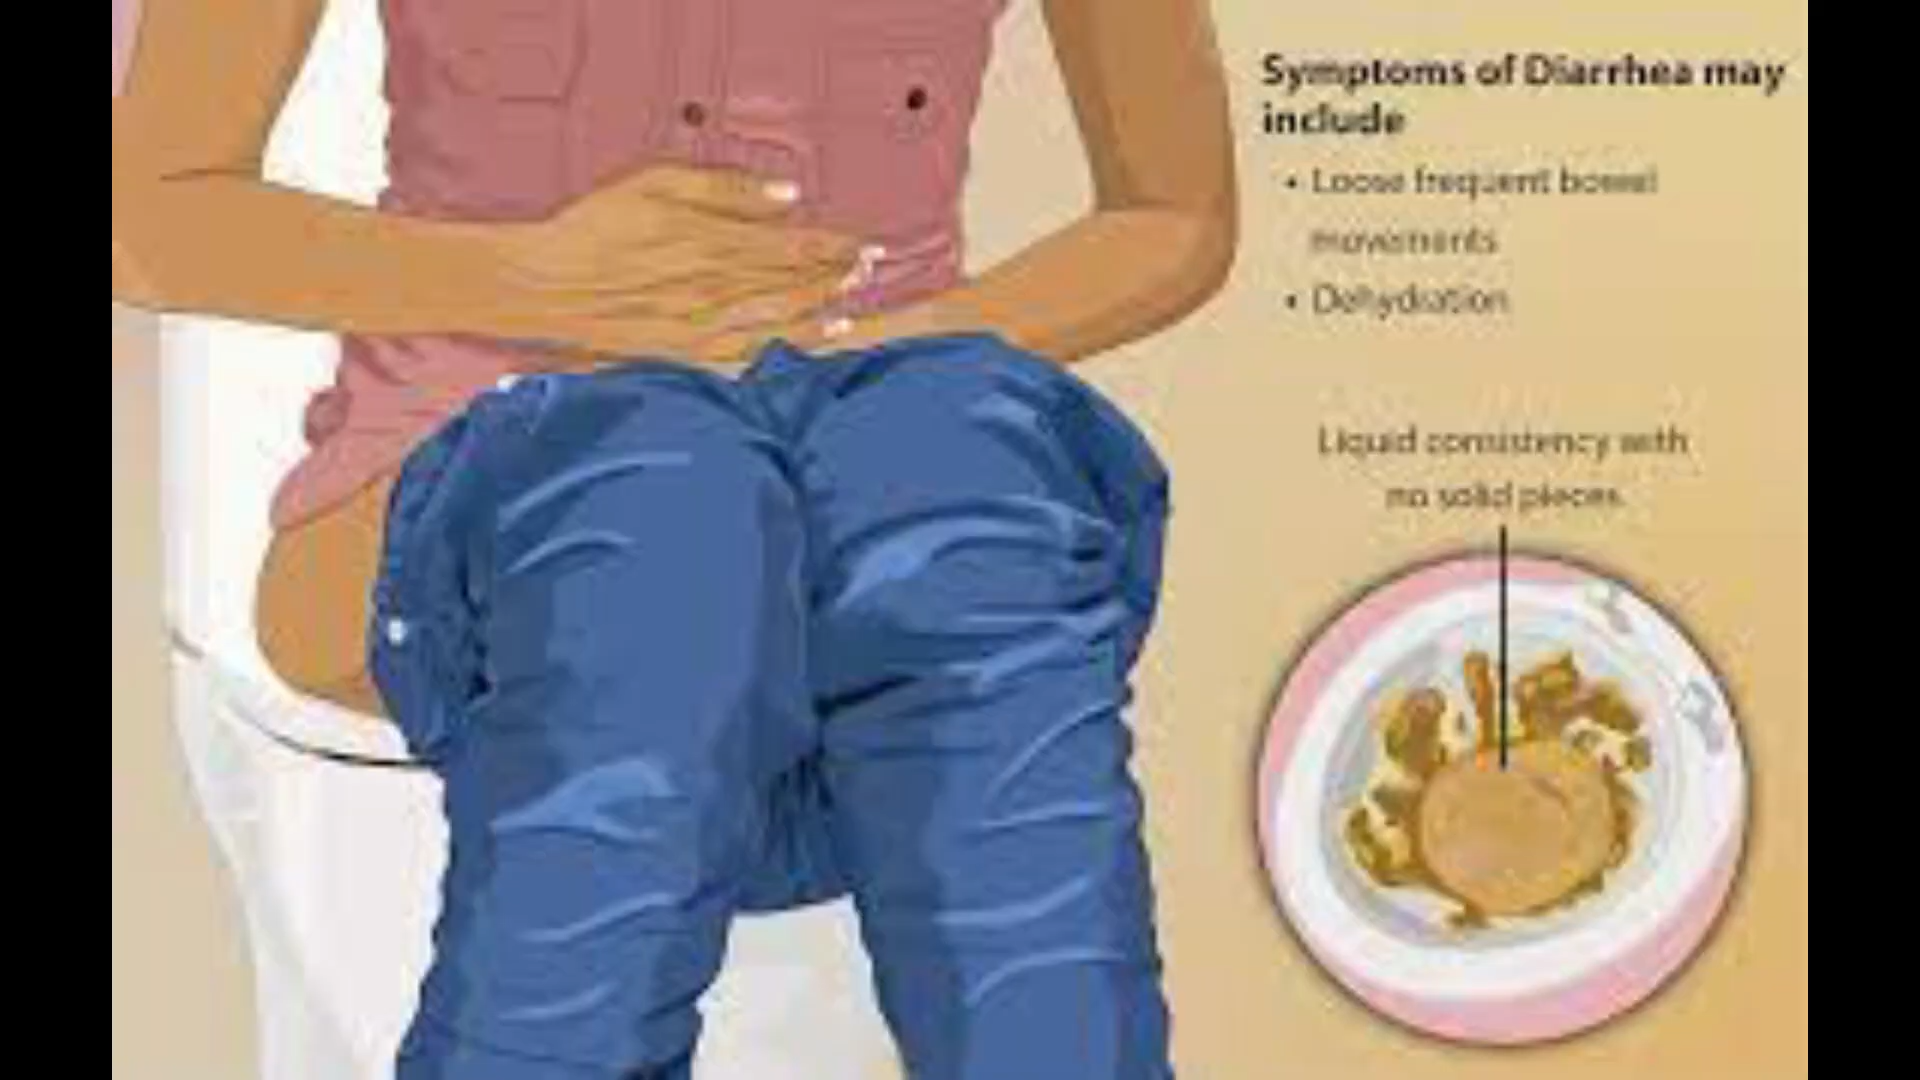 Symptoms of Diarrhea may
include
• Loose frequent bowel
movements
• Dehydration
Liquid consistency with
no solid pieces.